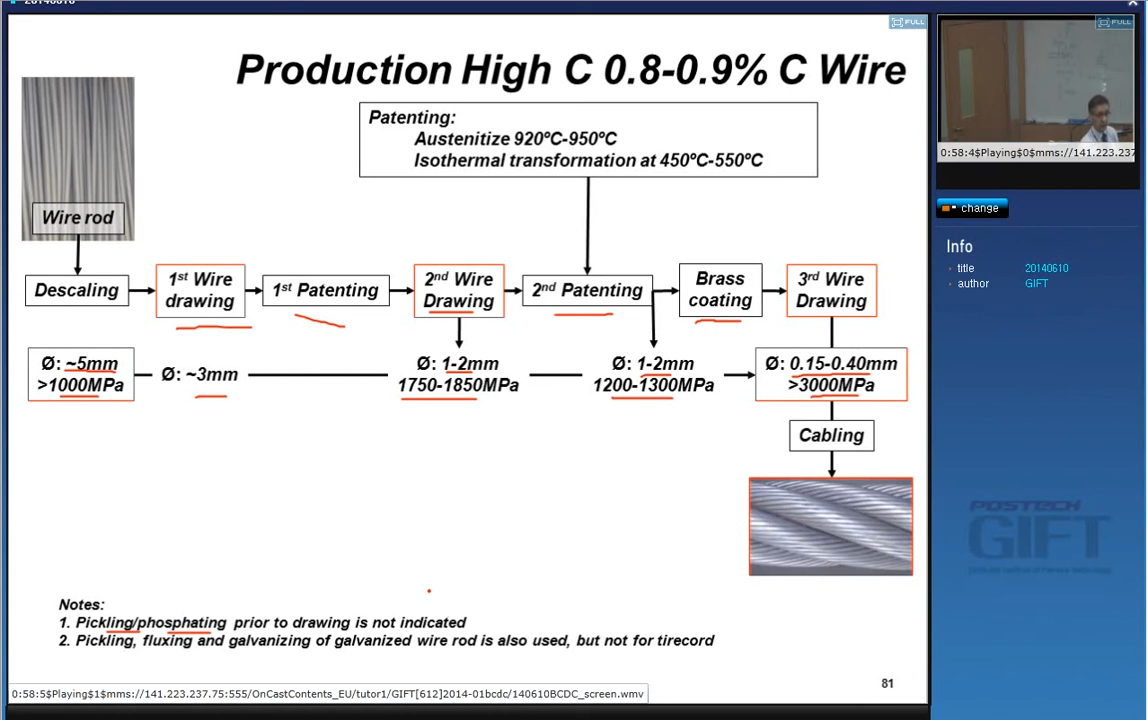 20140610
FULL
Production High C 0.8-0.9% C Wire
Patenting:
Austenitize 920ºC-950ºC
Isothermal transformation at 450ºC-550ºC
Wire rod
Descaling
1st Wire
drawing
1st Patenting
2nd Wire
Drawing
2nd Patenting
Brass
coating
3rd Wire
Drawing
Ø: ~5mm
>1000MPa
Ø: ~3mm
Ø: 1-2mm
1750-1850MPa
Ø: 1-2mm
1200-1300MPa
Ø: 0.15-0.40mm
>3000MPa
Cabling
Notes:
1. Pickling/phosphating prior to drawing is not indicated
2. Pickling, fluxing and galvanizing of galvanized wire rod is also used, but not for tirecord
81
0:58:5$Playing$1$mms://141.223.237.75:555/OnCastContents_EU/tutor1/GIFT[612]2014-01bcdc/140610BCDC_screen.wmv
FULL
0:58:4$Playing$0$mms://141.223.237
change
Info
title 20140610
author GIFT
POSTECH
GIFT